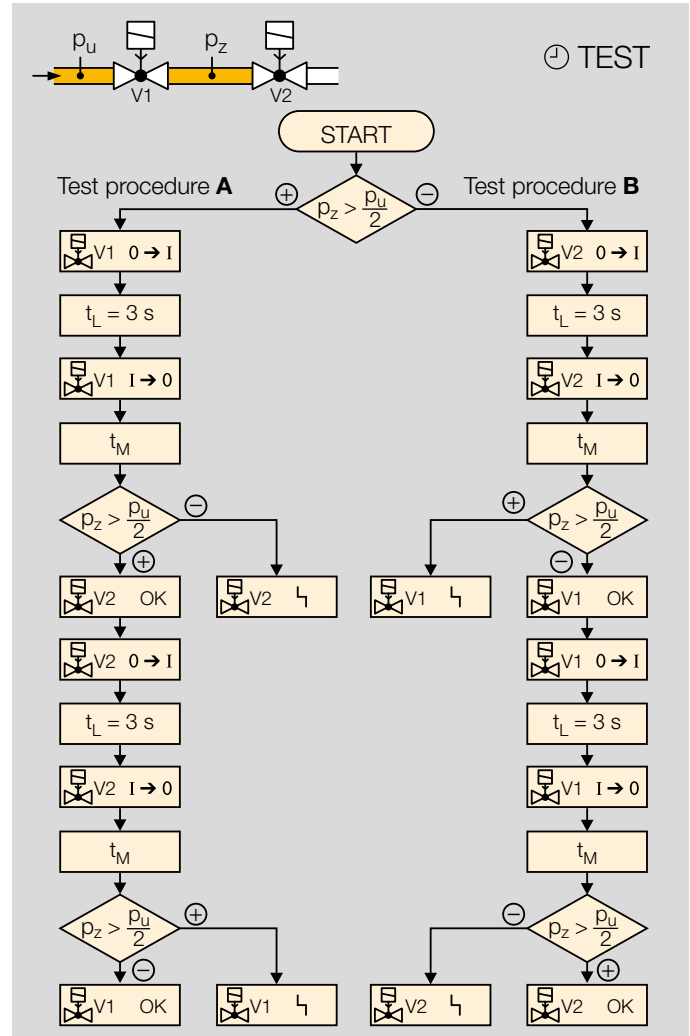 pu pz
TEST
V1 V2
START
Test procedure A
+ pz > pu/2 −
Test procedure B
V1 0 → I
tL = 3 s
V1 I → 0
tM
pz > pu/2 −
+
V2 OK
V2
V2 0 → I
tL = 3 s
V2 I → 0
tM
pz > pu/2 +
−
V1 OK
V1
V2 0 → I
tL = 3 s
V2 I → 0
tM
+ pz > pu/2
−
V1
V1 OK
V1 0 → I
tL = 3 s
V1 I → 0
tM
− pz > pu/2
+
V2
V2 OK